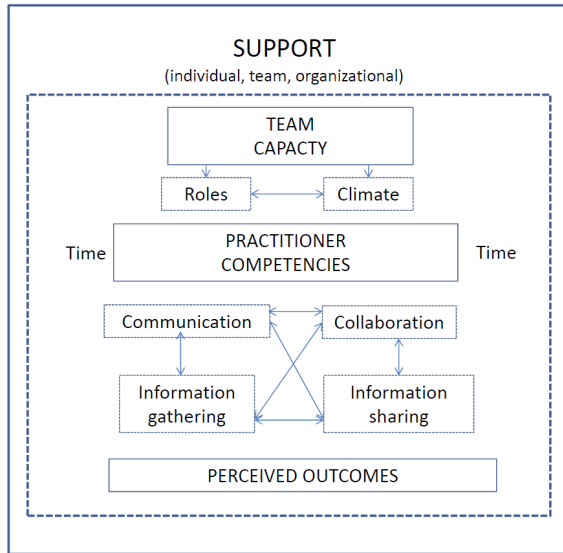 SUPPORT
(individual, team, organizational)
TEAM
CAPACTY
Roles
Climate
Time
PRACTITIONER
COMPETENCIES
Time
Communication
Collaboration
Information
gathering
Information
sharing
PERCEIVED OUTCOMES